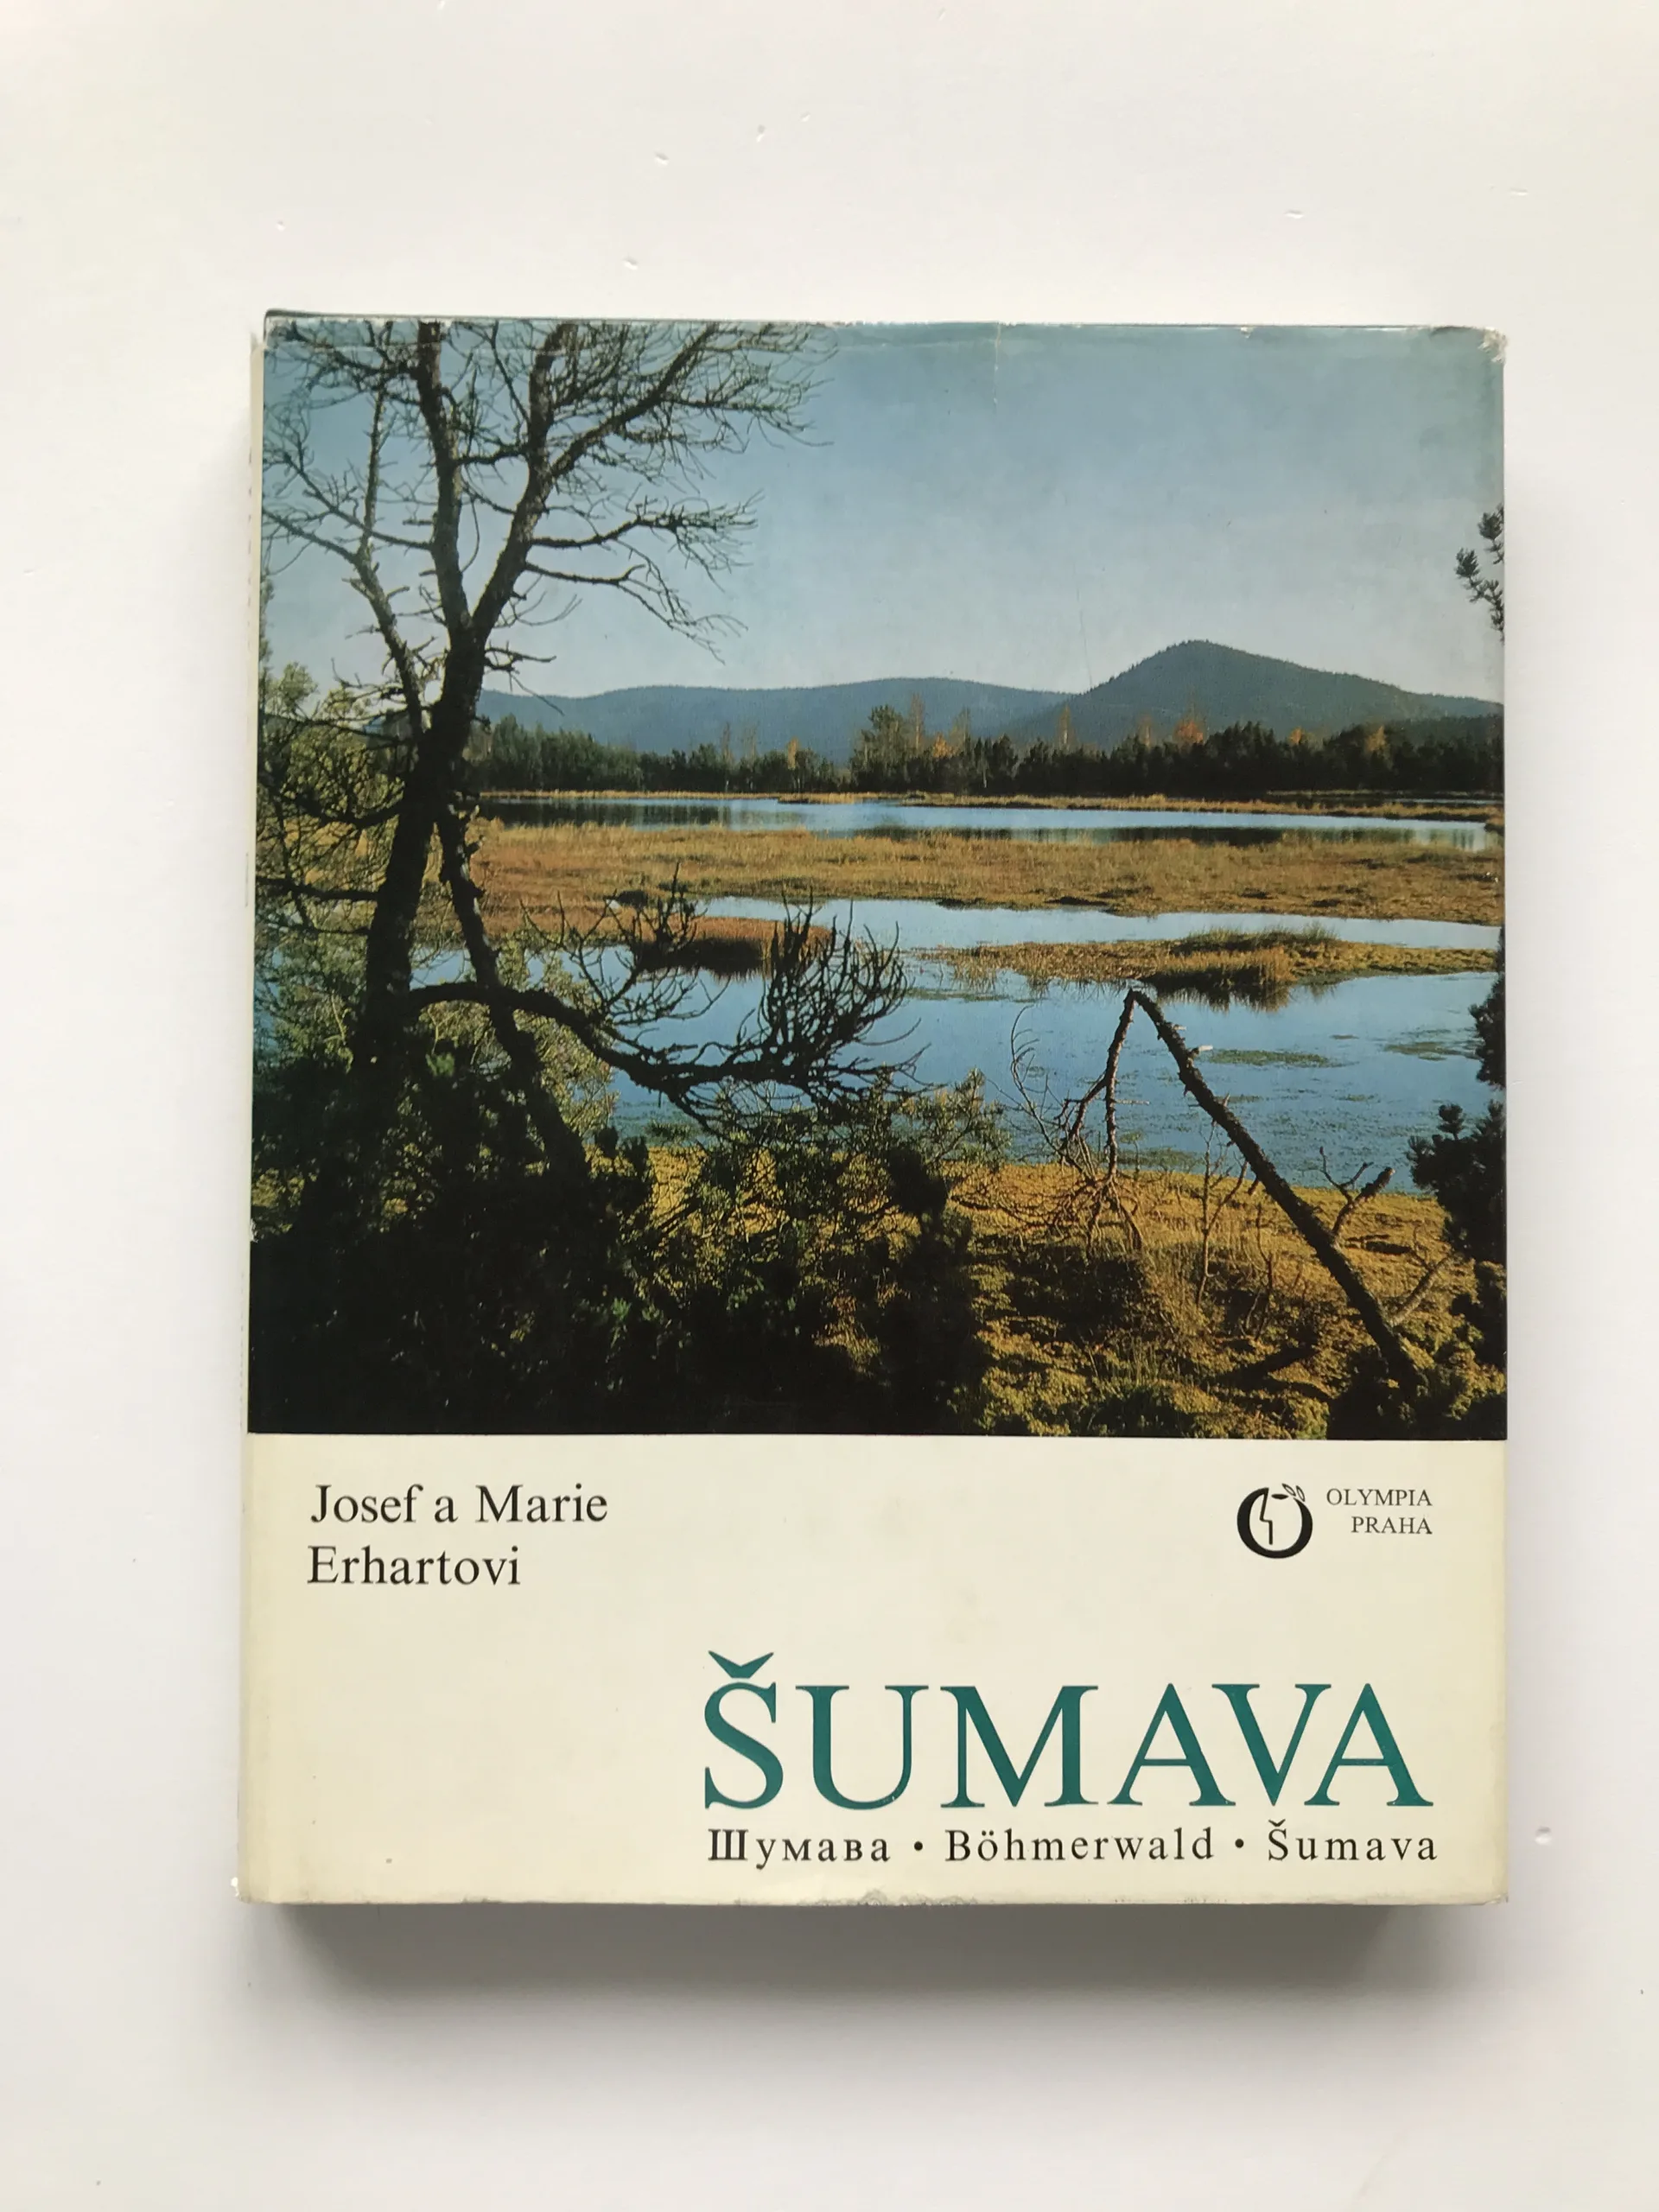 Josef a Marie
Erhartovi
OLYMPIA
PRAHA
ŠUMAVA
Шумава • Böhmerwald • Šumava